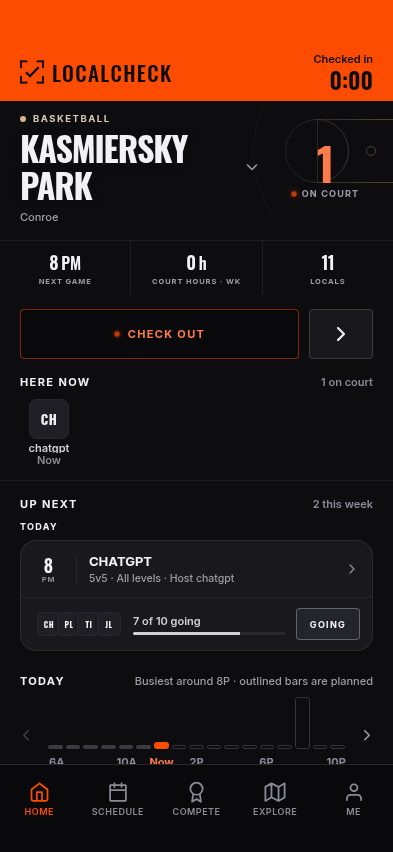 Checked in
LOCALCHECK
0:00
BASKETBALL
KASMIERSKY
PARK
Conroe
1
ON COURT
8 PM
NEXT GAME
0 h
COURT HOURS · WK
11
LOCALS
CHECK OUT
HERE NOW
1 on court
CH
chatgpt
Now
UP NEXT
2 this week
TODAY
8
PM
CHATGPT
5v5 · All levels · Host chatgpt
CH PL TI JL
7 of 10 going
GOING
TODAY
Busiest around 8P · outlined bars are planned
6A 10A Now 2P 6P 10P
HOME SCHEDULE COMPETE EXPLORE ME